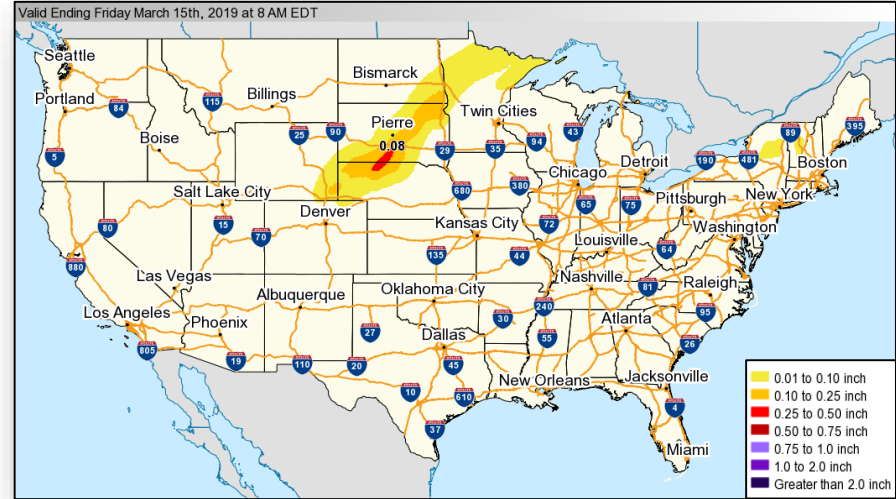 Valid Ending Friday March 15th, 2019 at 8 AM EDT
Seattle
Portland
84
115
Billings
Bismarck
Twin Cities
Pierre
0.08
Boise
25
90
29
35
94
43
89
395
5
190
481
Boston
Detroit
Chicago
Salt Lake City
680
380
65
75
New York
Pittsburgh
Denver
80
15
70
Kansas City
72
Washington
Louisville
64
880
135
44
Las Vegas
Nashville
81
Raleigh
Albuquerque
Oklahoma City
Los Angeles
240
95
Phoenix
27
30
Atlanta
Dallas
55
26
805
19
110
20
45
New Orleans
Jacksonville
10
610
4
37
Miami
0.01 to 0.10 inch
0.10 to 0.25 inch
0.25 to 0.50 inch
0.50 to 0.75 inch
0.75 to 1.0 inch
1.0 to 2.0 inch
Greater than 2.0 inch